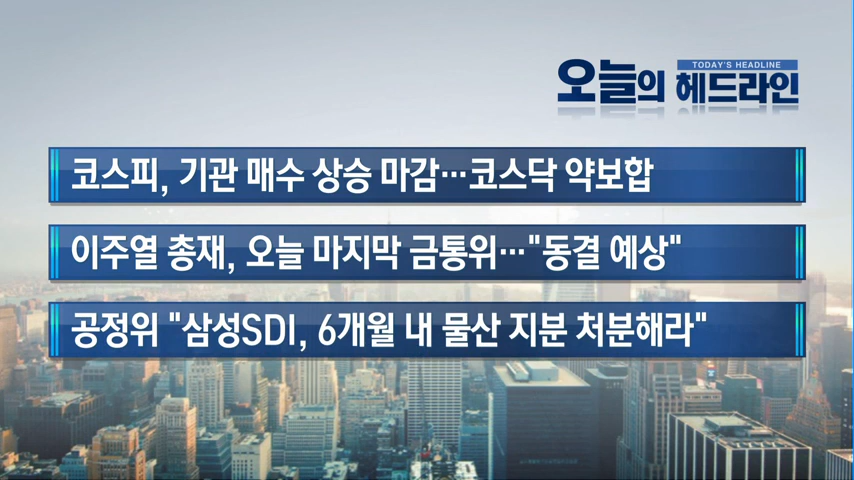 TODAY'S HEADLINE
오늘의 헤드라인
코스피, 기관 매수 상승 마감…코스닥 약보합
이주열 총재, 오늘 마지막 금통위…"동결 예상"
공정위 "삼성SDI, 6개월 내 물산 지분 처분해라"